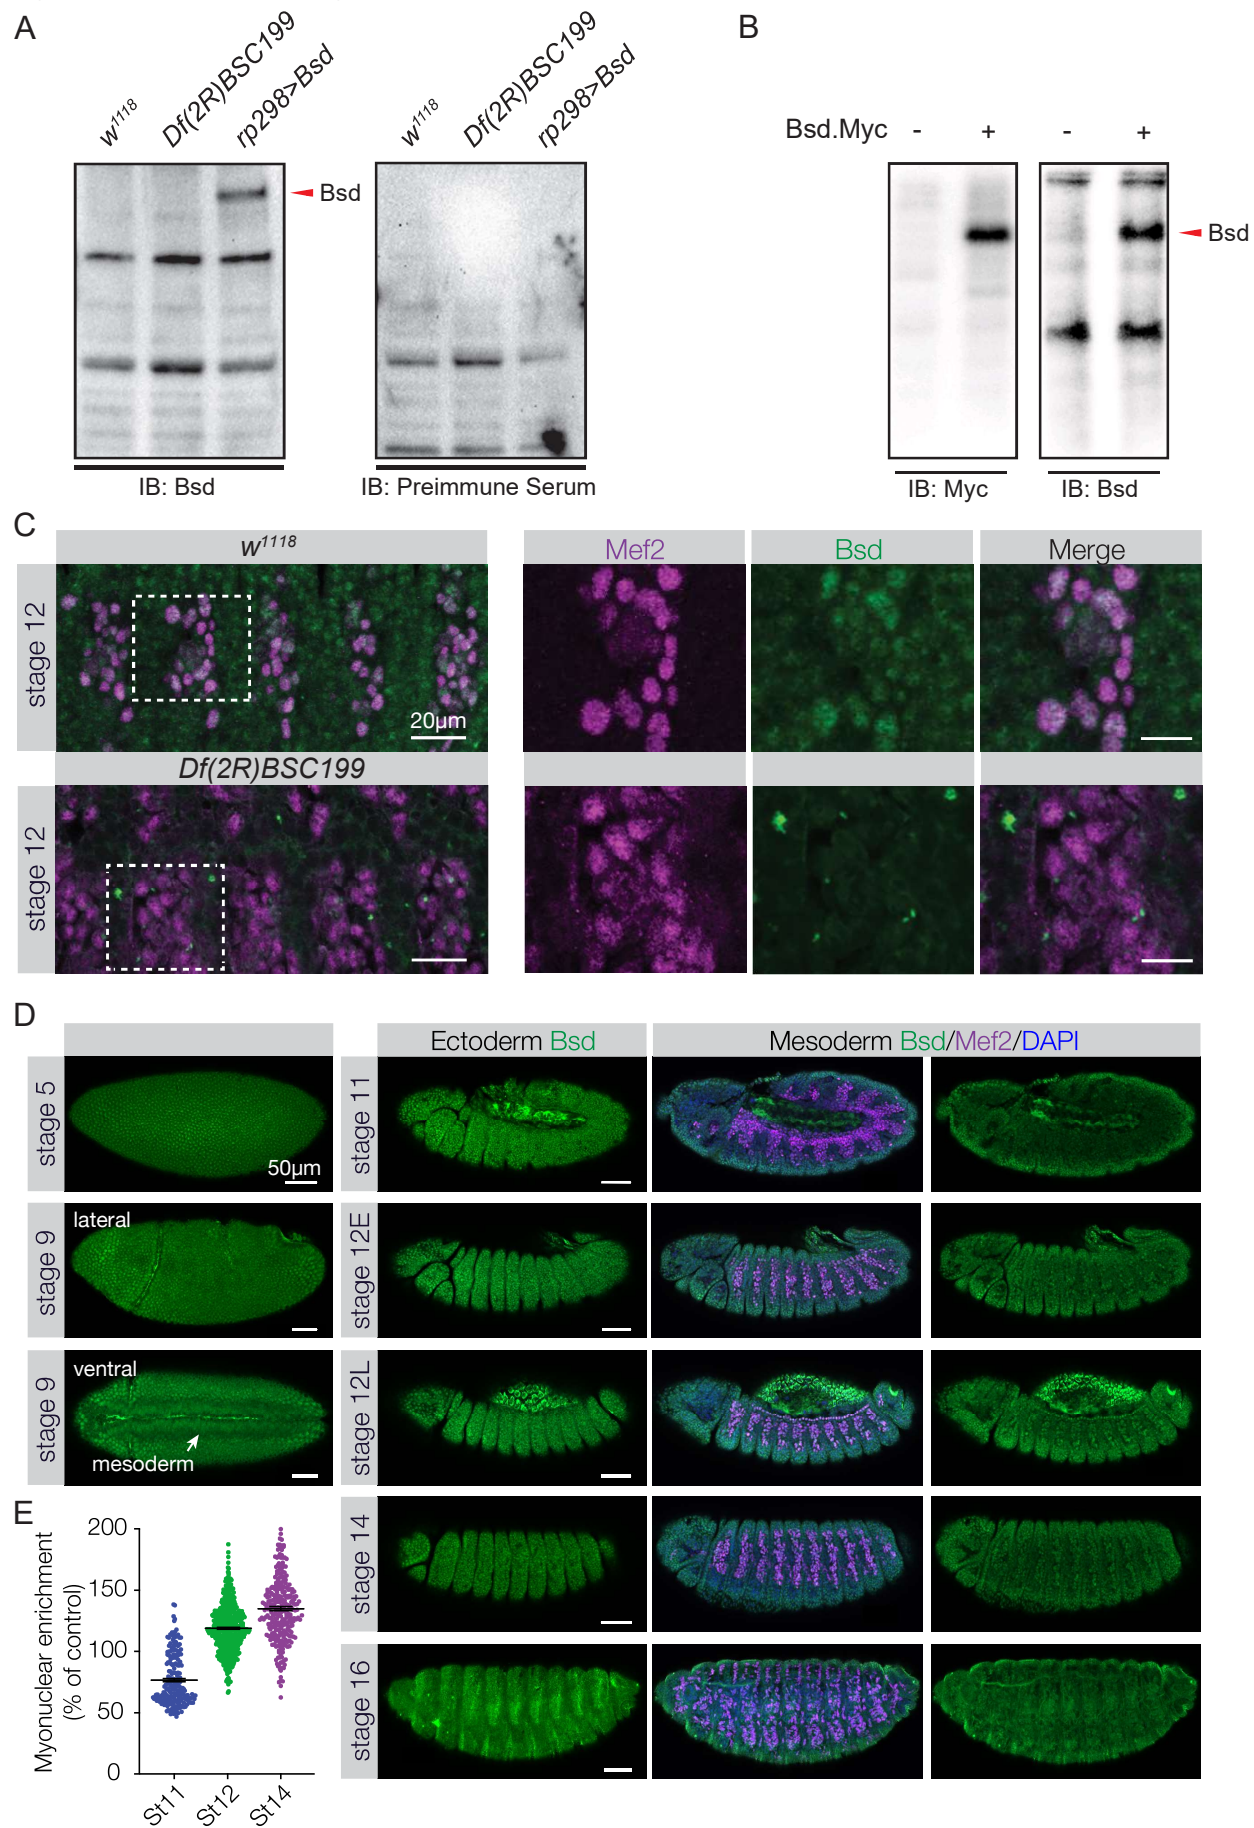 A
w1118
Df(2R)BSC199
rp298>Bsd
w1118
Df(2R)BSC199
rp298>Bsd
Bsd
IB: Bsd
IB: Preimmune Serum
B
Bsd.Myc - + - +
Bsd
IB: Myc
IB: Bsd
C
w1118
Mef2
Bsd
Merge
stage 12
20µm
Df(2R)BSC199
stage 12
D
Ectoderm Bsd
Mesoderm Bsd/Mef2/DAPI
stage 5
50µm
stage 11
stage 9
lateral
stage 12E
stage 9
ventral
mesoderm
stage 12L
stage 14
stage 16
E
Myonuclear enrichment
(% of control)
200
150
100
50
0
St11
St12
St14